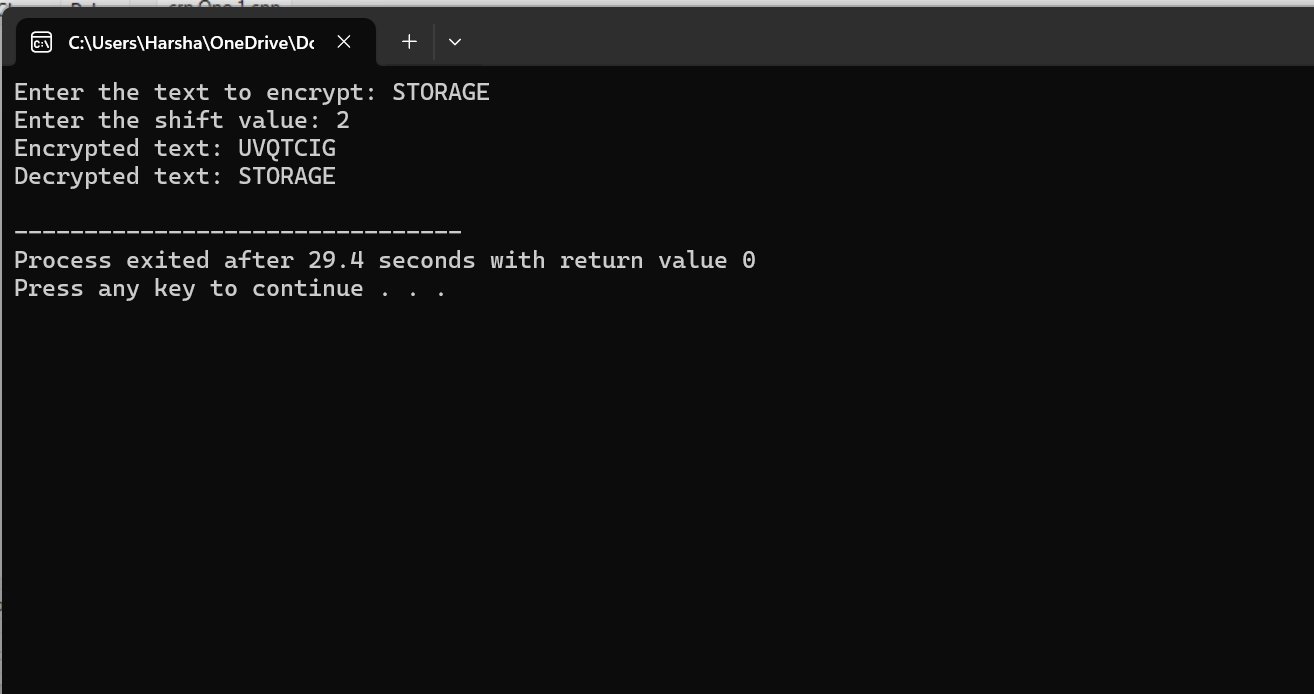 C:\Users\Harsha\OneDrive\Dc
Enter the text to encrypt: STORAGE
Enter the shift value: 2
Encrypted text: UVQTCIG
Decrypted text: STORAGE
--------------------------------
Process exited after 29.4 seconds with return value 0
Press any key to continue . . .